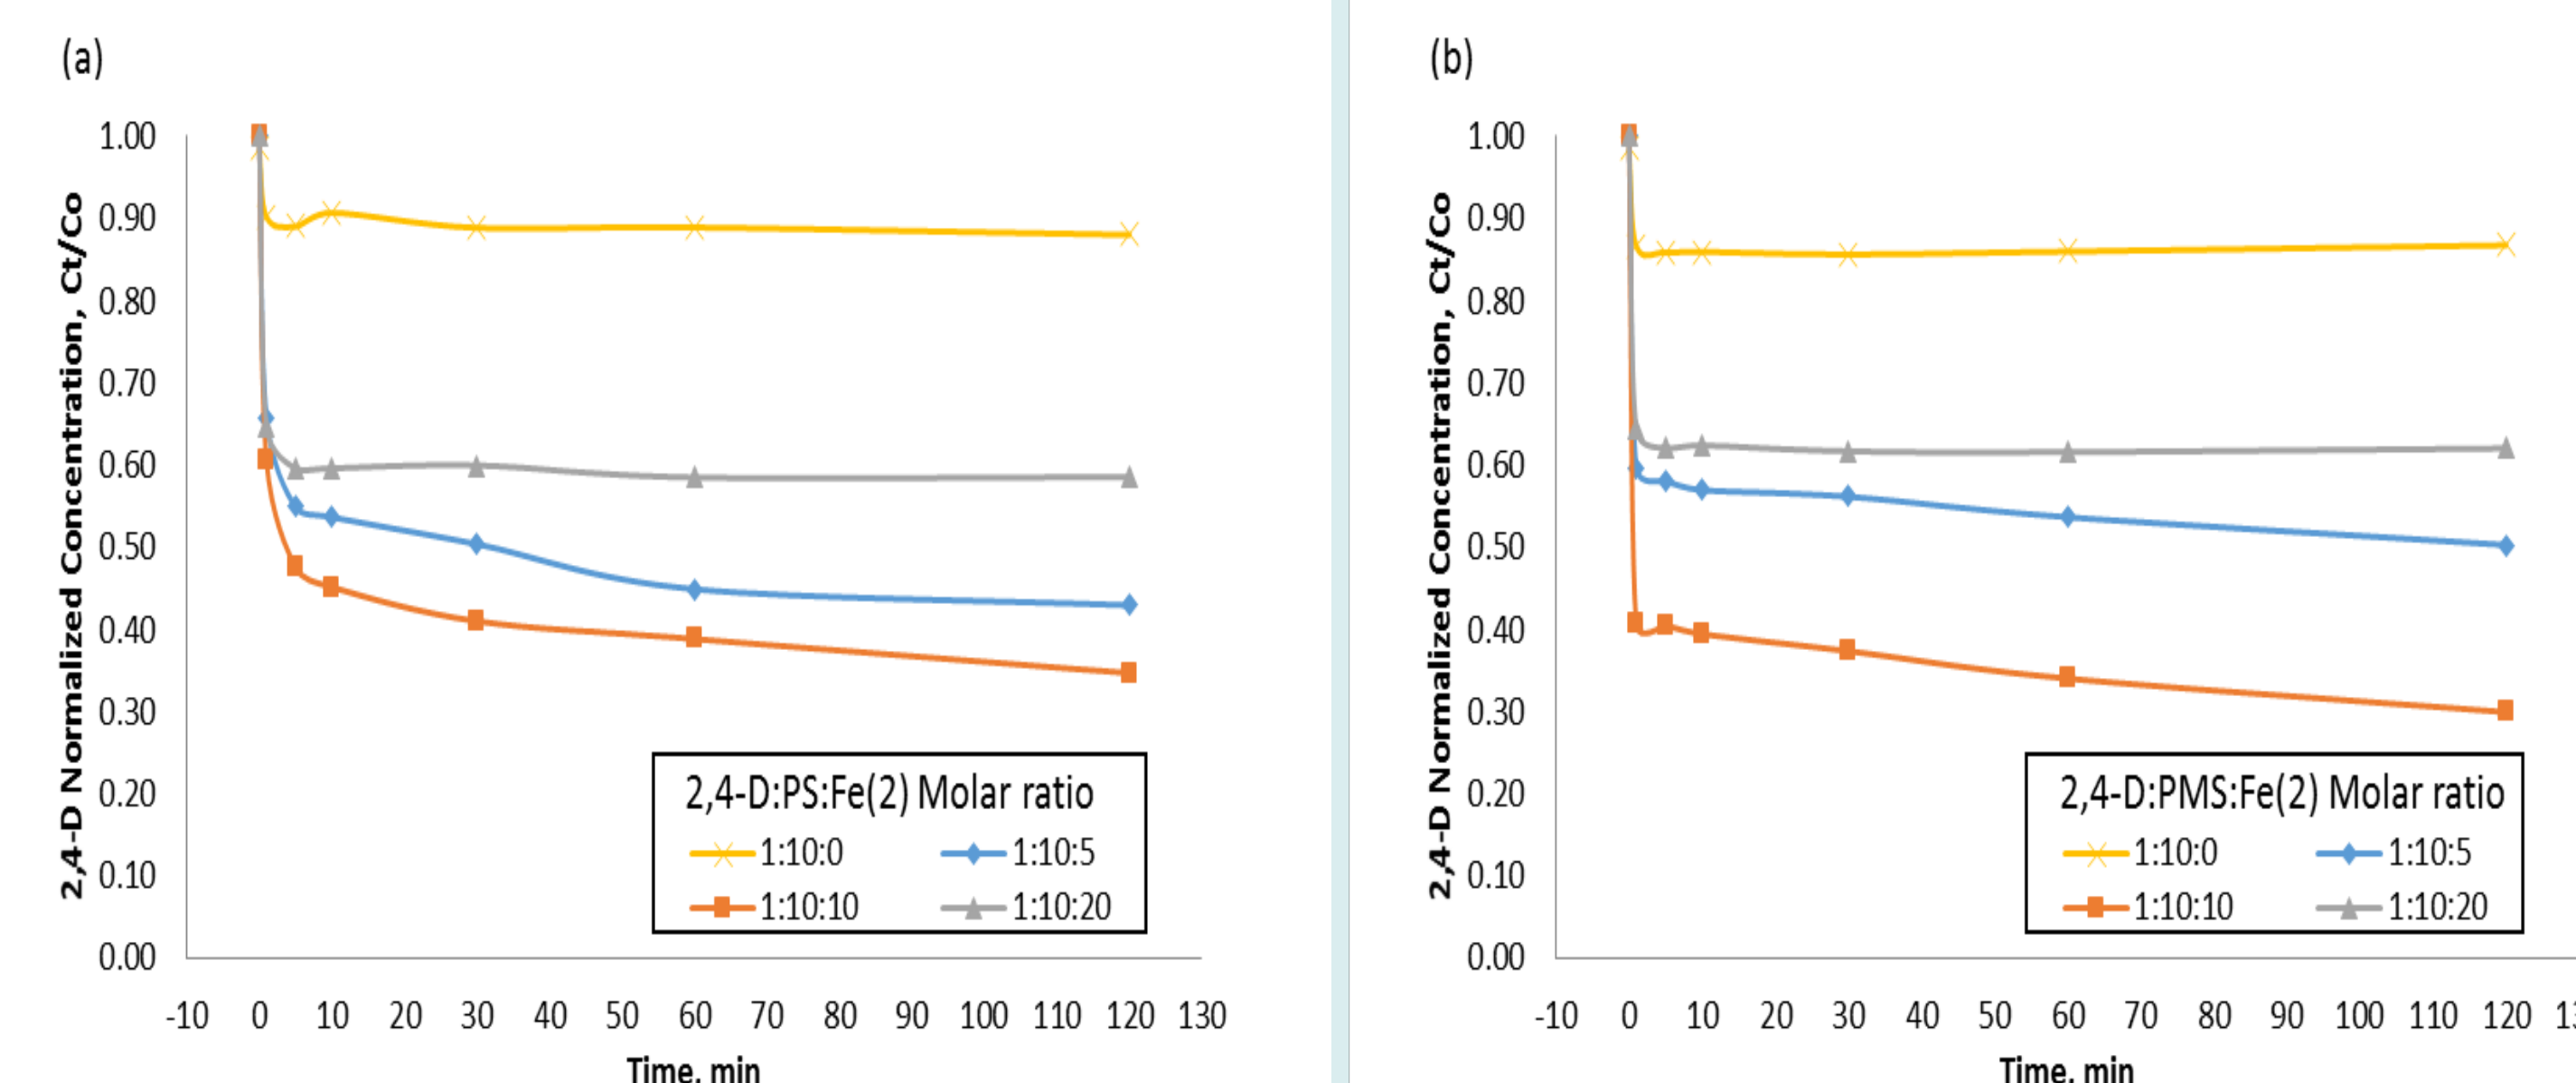 (a)
2,4-D Normalized Concentration, Ct/Co
1.00
0.90
0.80
0.70
0.60
0.50
0.40
0.30
0.20
0.10
0.00
2,4-D:PS:Fe(2) Molar ratio
1:10:0 1:10:5
1:10:10 1:10:20
-10 0 10 20 30 40 50 60 70 80 90 100 110 120 130
Time, min
(b)
2,4-D Normalized Concentration, Ct/Co
1.00
0.90
0.80
0.70
0.60
0.50
0.40
0.30
0.20
0.10
0.00
2,4-D:PMS:Fe(2) Molar ratio
1:10:0 1:10:5
1:10:10 1:10:20
-10 0 10 20 30 40 50 60 70 80 90 100 110 120
Time, min